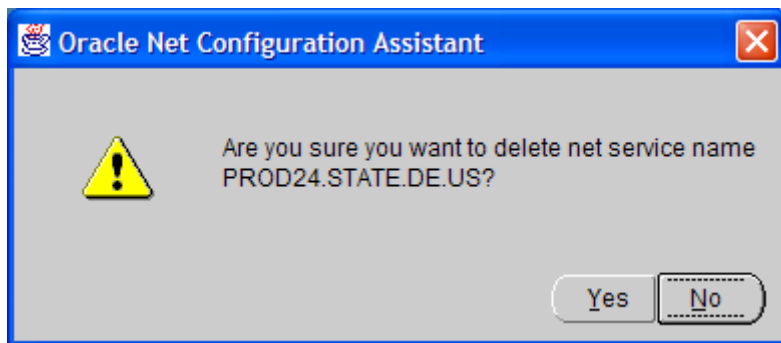 Oracle Net Configuration Assistant
Are you sure you want to delete net service name
PROD24.STATE.DE.US?
Yes No